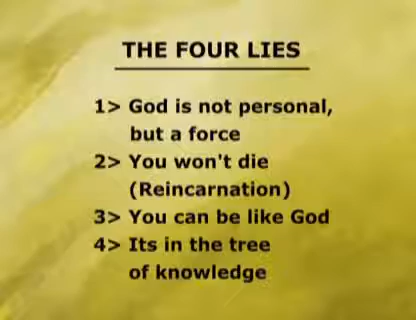 THE FOUR LIES
1> God is not personal,
but a force
2> You won't die
(Reincarnation)
3> You can be like God
4> Its in the tree
of knowledge